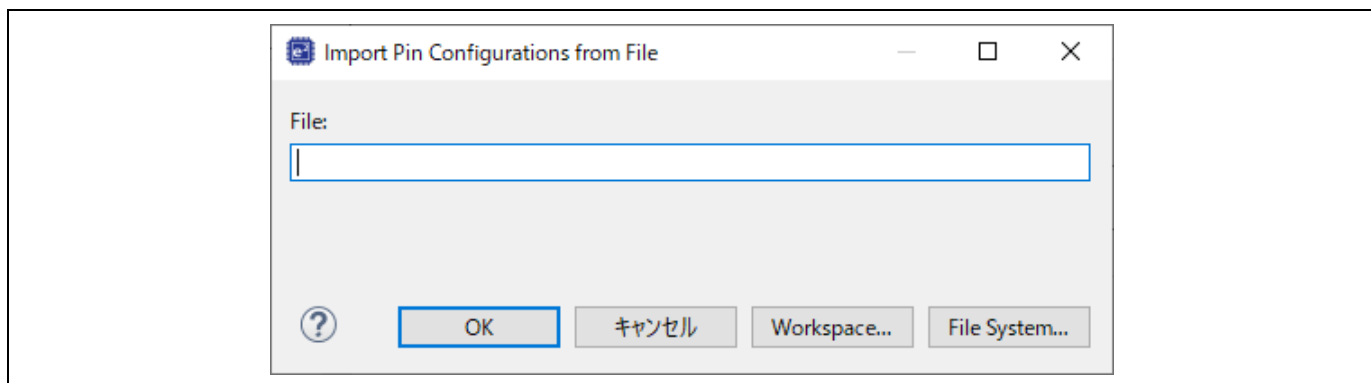 Import Pin Configurations from File
File:
OK キャンセル Workspace... File System...